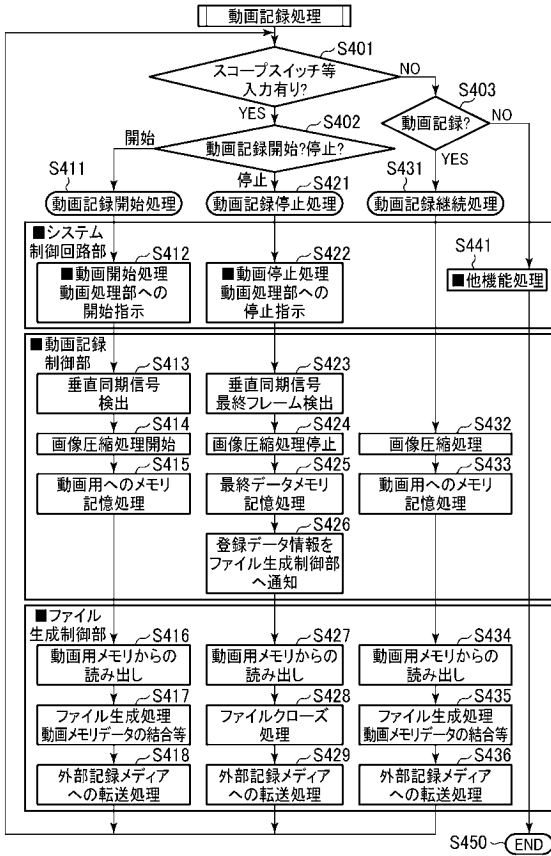 動画記録処理
S401
スコープスイッチ等
入力有り?
NO
S403
YES
S402
動画記録?
NO
開始
動画記録開始?停止?
YES
S411
停止
S421
S431
動画記録開始処理
動画記録停止処理
動画記録継続処理
■システム
制御回路部
S412
S422
S441
■動画開始処理
動画処理部への
開始指示
■動画停止処理
動画処理部への
停止指示
■他機能処理
■動画記録
制御部
S413
S423
垂直同期信号
検出
垂直同期信号
最終フレーム検出
S414
S424
S432
画像圧縮処理開始
画像圧縮処理停止
画像圧縮処理
S415
S425
S433
動画用へのメモリ
記憶処理
最終データメモリ
記憶処理
動画用へのメモリ
記憶処理
S426
登録データ情報を
ファイル生成制御部
へ通知
■ファイル
生成制御部
S416
S427
S434
動画用メモリからの
読み出し
動画用メモリからの
読み出し
動画用メモリからの
読み出し
S417
S428
S435
ファイル生成処理
動画メモリデータの結合等
ファイルクローズ
処理
ファイル生成処理
動画メモリデータの結合等
S418
S429
S436
外部記録メディア
への転送処理
外部記録メディア
への転送処理
外部記録メディア
への転送処理
S450
END